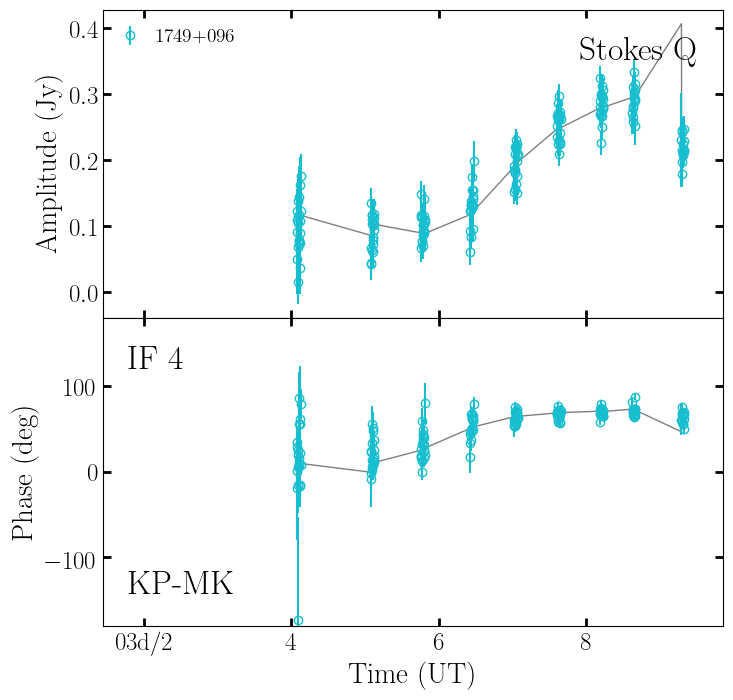 1749+096
Stokes Q
0.4
0.3
0.2
0.1
0.0
Amplitude (Jy)
IF 4
100
0
−100
Phase (deg)
KP-MK
03d/2
4
6
8
Time (UT)